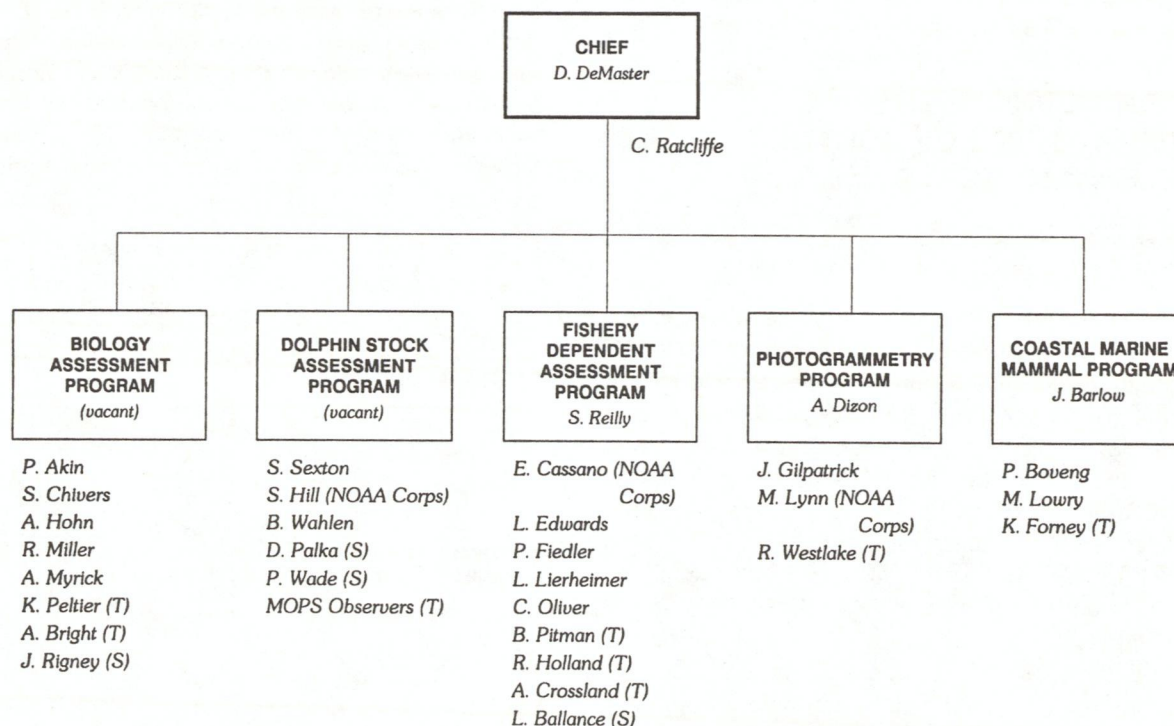 CHIEF
D. DeMaster
C. Ratcliffe
BIOLOGY
ASSESSMENT
PROGRAM
(vacant)
P. Akin
S. Chivers
A. Hohn
R. Miller
A. Myrick
K. Peltier (T)
A. Bright (T)
J. Rigney (S)
DOLPHIN STOCK
ASSESSMENT
PROGRAM
(vacant)
S. Sexton
S. Hill (NOAA Corps)
B. Wahlen
D. Palka (S)
P. Wade (S)
MOPS Observers (T)
FISHERY
DEPENDENT
ASSESSMENT
PROGRAM
S. Reilly
E. Cassano (NOAA
Corps)
L. Edwards
P. Fiedler
L. Lierheimer
C. Oliver
B. Pitman (T)
R. Holland (T)
A. Crossland (T)
L. Ballance (S)
PHOTOGRAMMETRY
PROGRAM
A. Dizon
J. Gilpatrick
M. Lynn (NOAA
Corps)
R. Westlake (T)
COASTAL MARINE
MAMMAL PROGRAM
J. Barlow
P. Boveng
M. Lowry
K. Forney (T)